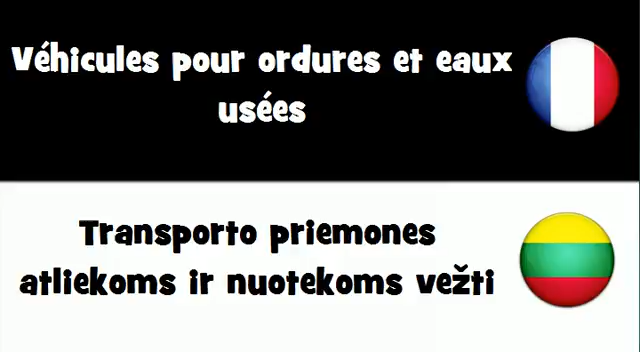 Véhicules pour ordures et eaux
usées
Transporto priemones
atliekoms ir nuotekoms vežti